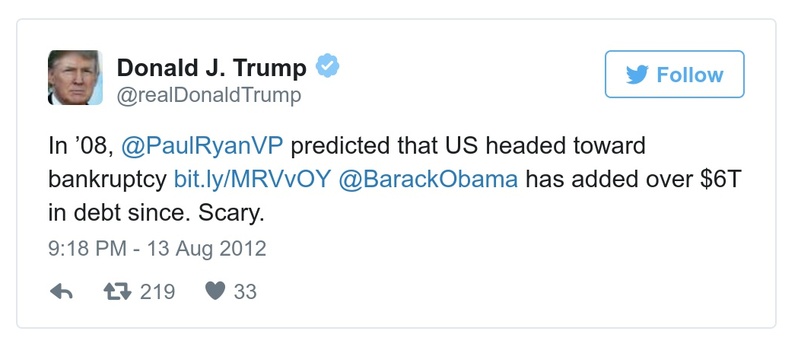 Donald J. Trump
@realDonaldTrump
Follow
In ’08, @PaulRyanVP predicted that US headed toward
bankruptcy bit.ly/MRVvOY @BarackObama has added over $6T
in debt since. Scary.
9:18 PM - 13 Aug 2012
219 33